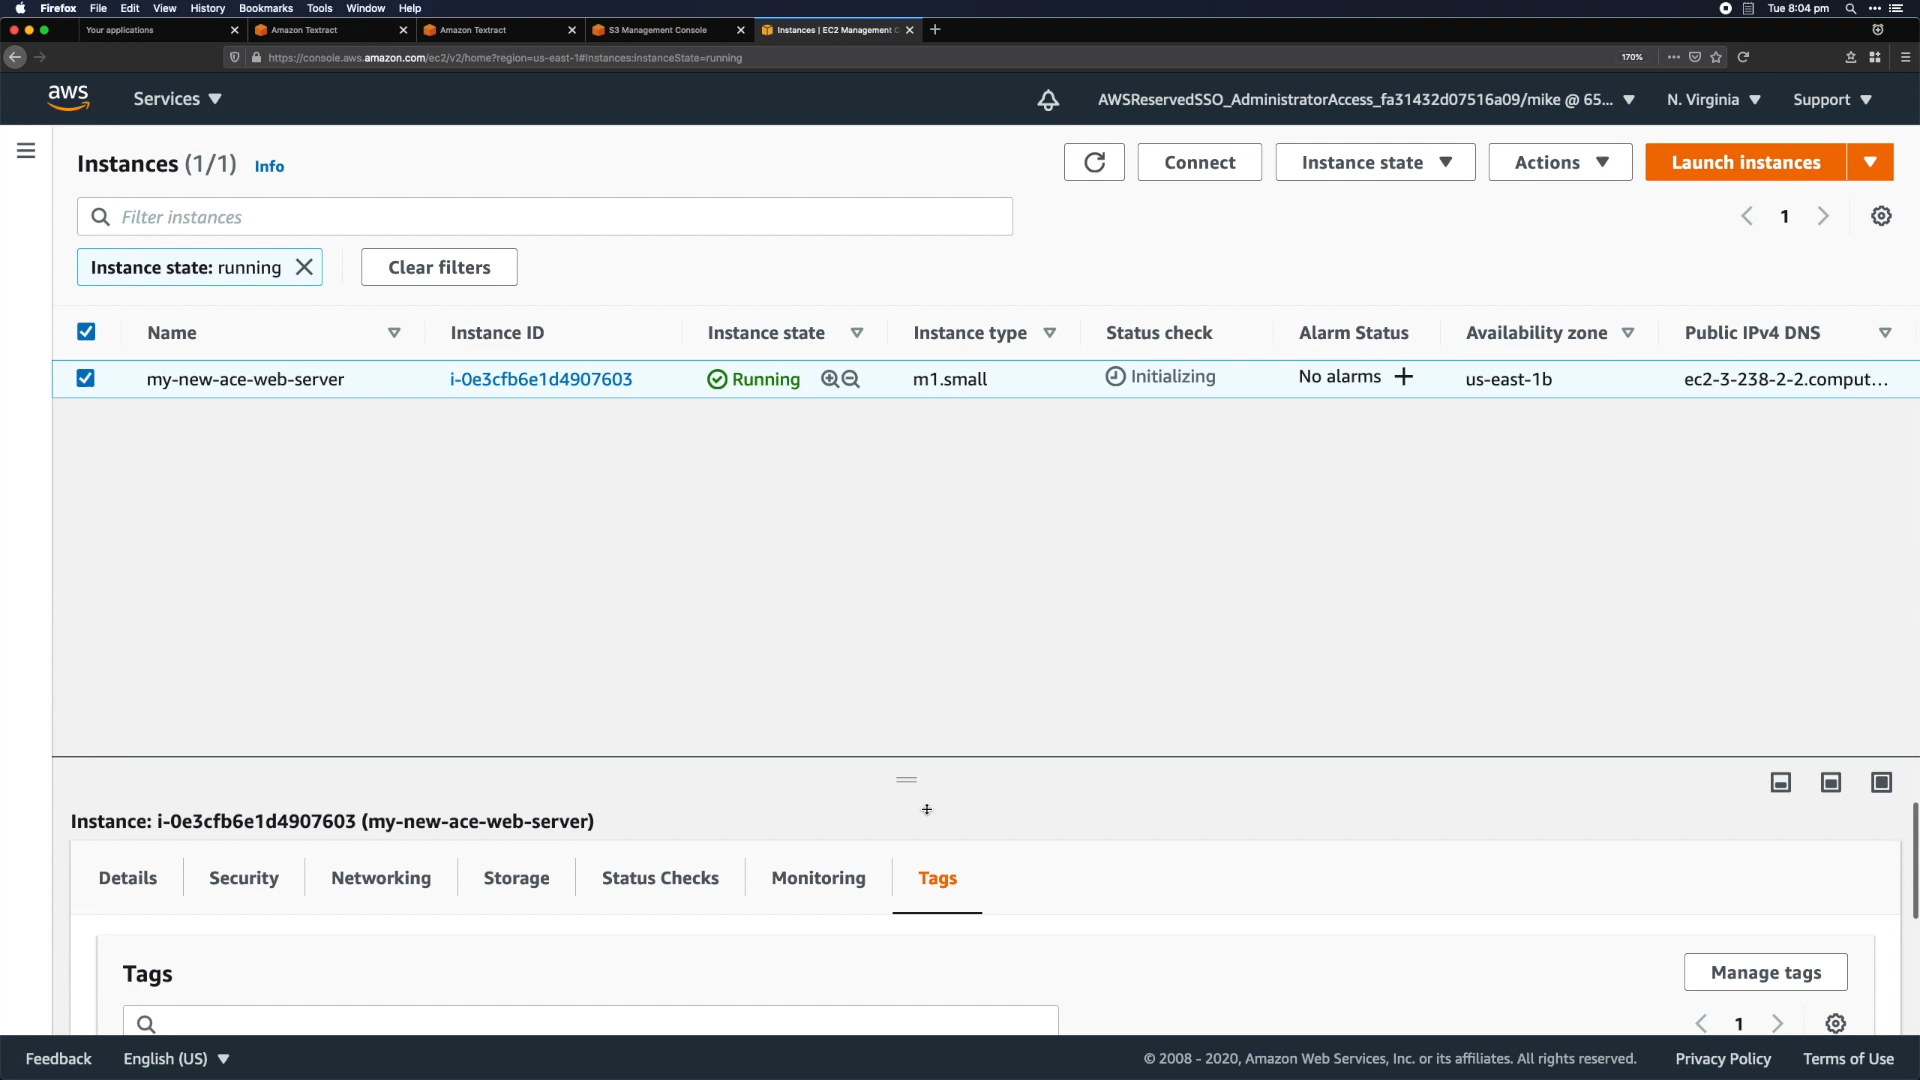 Firefox File Edit View History Bookmarks Tools Window Help Tue 8:04 pm
Your applications Amazon Textract Amazon Textract S3 Management Console Instances | EC2 Management C
https://console.aws.amazon.com/ec2/v2/home?region=us-east-1#Instances:instanceState=running 170%
aws Services AWSReservedSSO_AdministratorAccess_fa31432d07516a09/mike @ 65... N. Virginia Support
Instances (1/1) Info Connect Instance state Actions Launch instances
Filter instances 1
Instance state: running Clear filters
Name Instance ID Instance state Instance type Status check Alarm Status Availability zone Public IPv4 DNS
my-new-ace-web-server i-0e3cfb6e1d4907603 Running m1.small Initializing No alarms us-east-1b ec2-3-238-2-2.comput...
Instance: i-0e3cfb6e1d4907603 (my-new-ace-web-server)
Details Security Networking Storage Status Checks Monitoring Tags
Tags Manage tags
1
Feedback English (US) © 2008 - 2020, Amazon Web Services, Inc. or its affiliates. All rights reserved. Privacy Policy Terms of Use